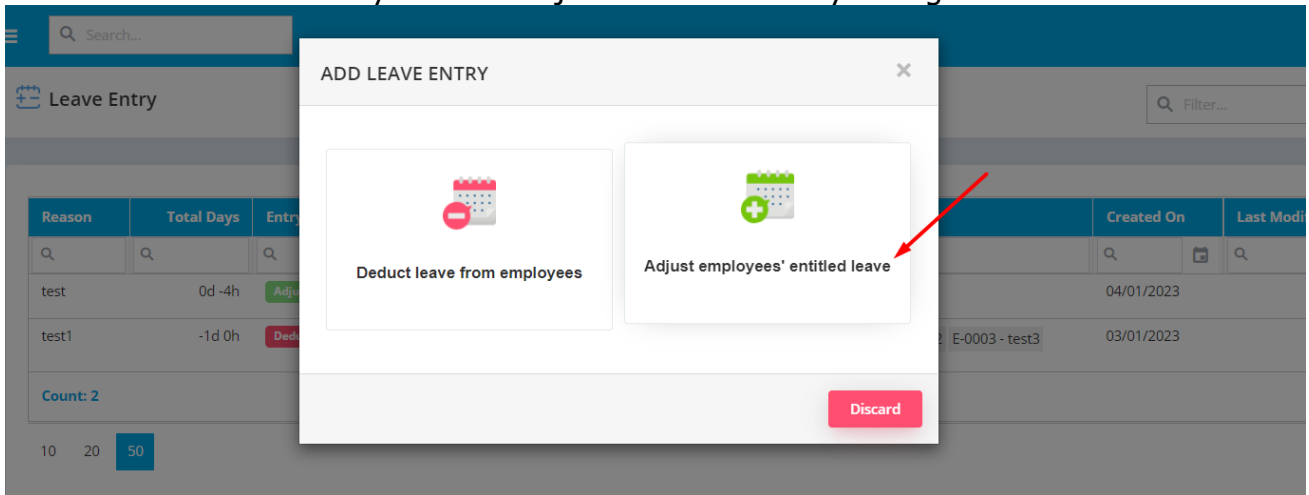 Search...
ADD LEAVE ENTRY
Leave Entry
Filter...
Deduct leave from employees
Adjust employees' entitled leave
Reason Total Days Created On
test 0d -4h 04/01/2023
test1 -1d 0h E-0003 - test3 03/01/2023
Count: 2
Discard
10 20 50